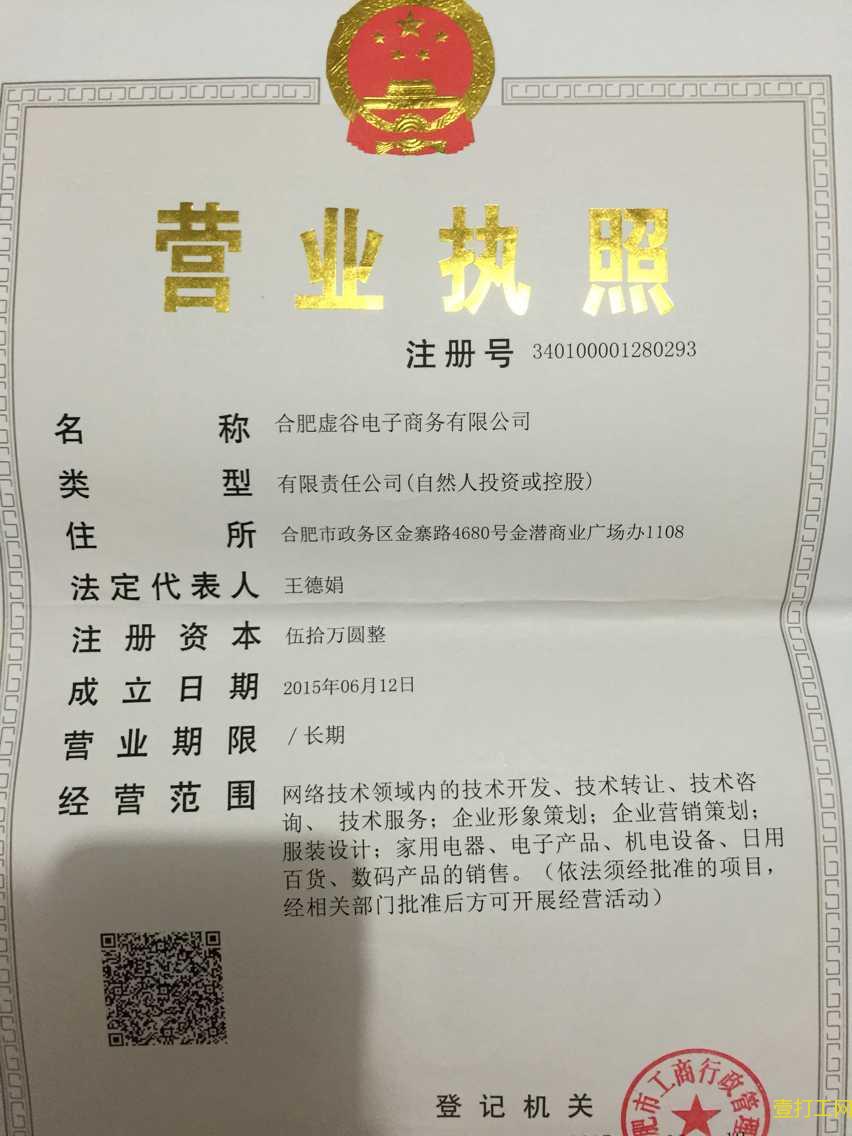 营业执照
注册号 340100001280293
名称 合肥虚谷电子商务有限公司
类型 有限责任公司(自然人投资或控股)
住所 合肥市政务区金寨路4680号金潜商业广场办1108
法定代表人 王德娟
注册资本 伍拾万圆整
成立日期 2015年06月12日
营业期限 /长期
经营范围 网络技术领域内的技术开发、技术转让、技术咨
询、 技术服务；企业形象策划；企业营销策划；
服装设计；家用电器、电子产品、机电设备、日用
百货、数码产品的销售。（依法须经批准的项目，
经相关部门批准后方可开展经营活动）
登记机关
肥市工商行政管理
壹打工网